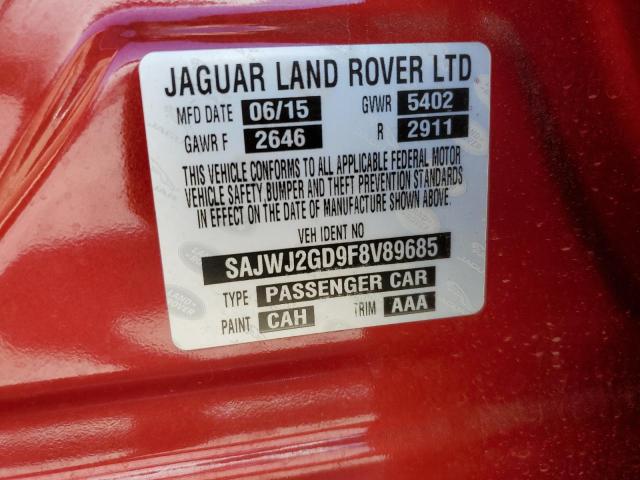 JAGUAR LAND ROVER LTD
MFD DATE 06/15 GVWR 5402
GAWR F 2646 R 2911
THIS VEHICLE CONFORMS TO ALL APPLICABLE FEDERAL MOTOR
VEHICLE SAFETY,BUMPER AND THEFT PREVENTION STANDARDS
IN EFFECT ON THE DATE OF MANUFACTURE SHOWN ABOVE.
VEH IDENT NO
SAJWJ2GD9F8V89685
TYPE PASSENGER CAR
PAINT CAH TRIM AAA